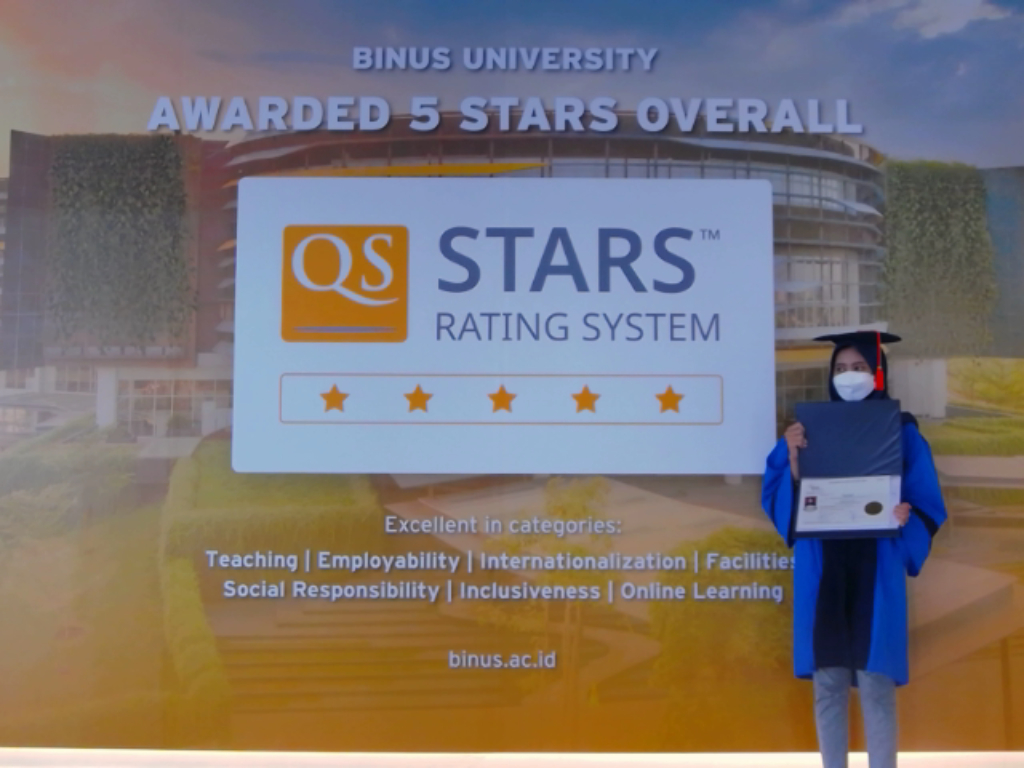 BINUS UNIVERSITY
AWARDED 5 STARS OVERALL
QS
STARS™
RATING SYSTEM
Excellent in categories:
Teaching | Employability | Internationalization | Facilities
Social Responsibility | Inclusiveness | Online Learning
binus.ac.id